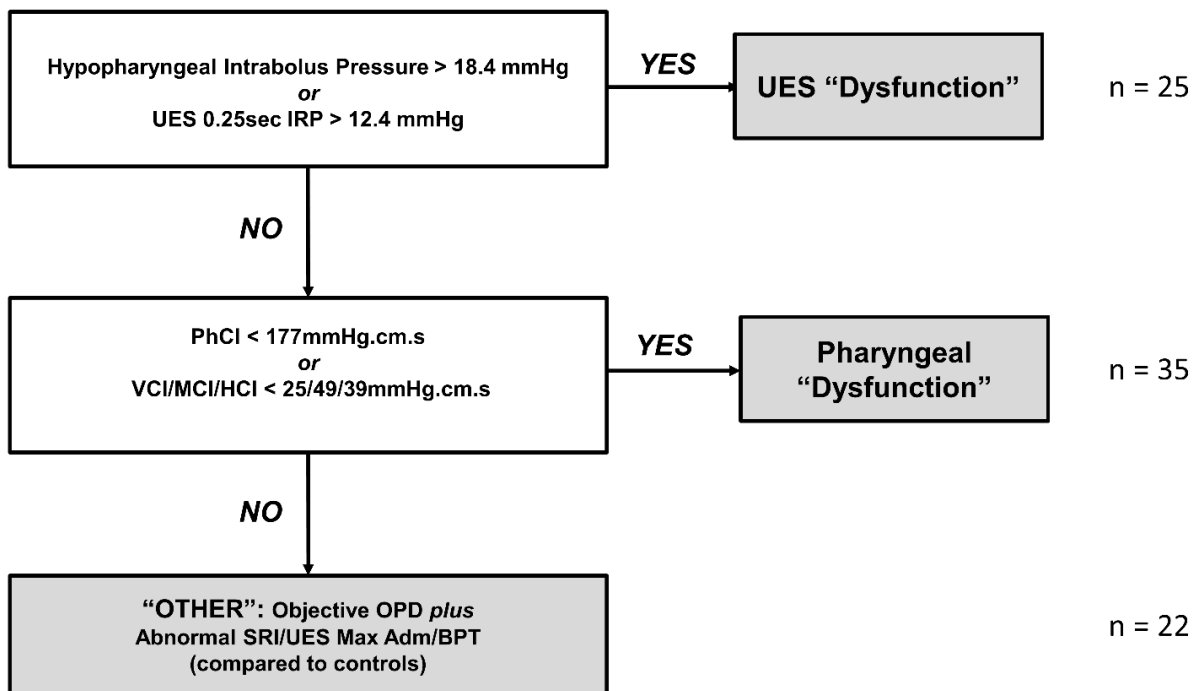 Hypopharyngeal Intrabolus Pressure > 18.4 mmHg
or
UES 0.25sec IRP > 12.4 mmHg
YES
UES “Dysfunction”
n = 25
NO
PhCI < 177mmHg.cm.s
or
VCI/MCI/HCI < 25/49/39mmHg.cm.s
YES
Pharyngeal
“Dysfunction”
n = 35
NO
“OTHER”: Objective OPD plus
Abnormal SRI/UES Max Adm/BPT
(compared to controls)
n = 22